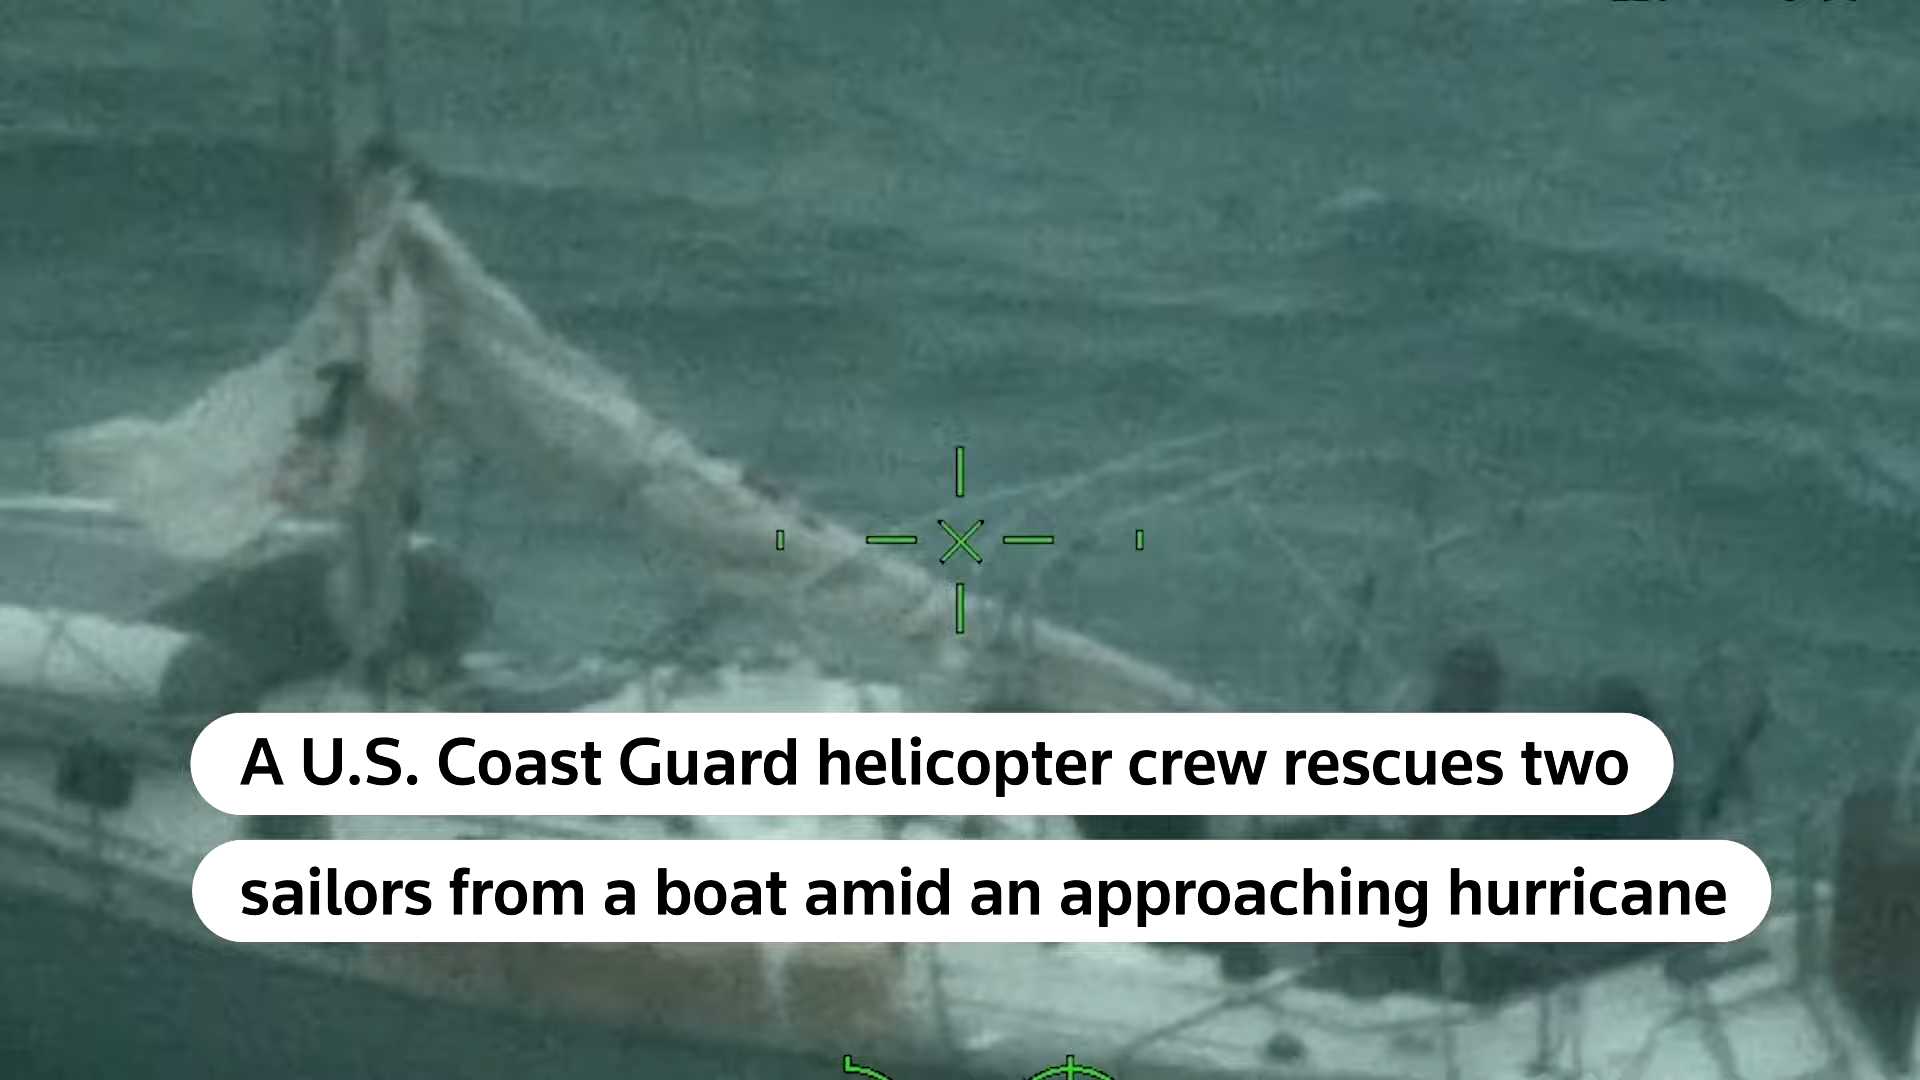 A U.S. Coast Guard helicopter crew rescues two
sailors from a boat amid an approaching hurricane